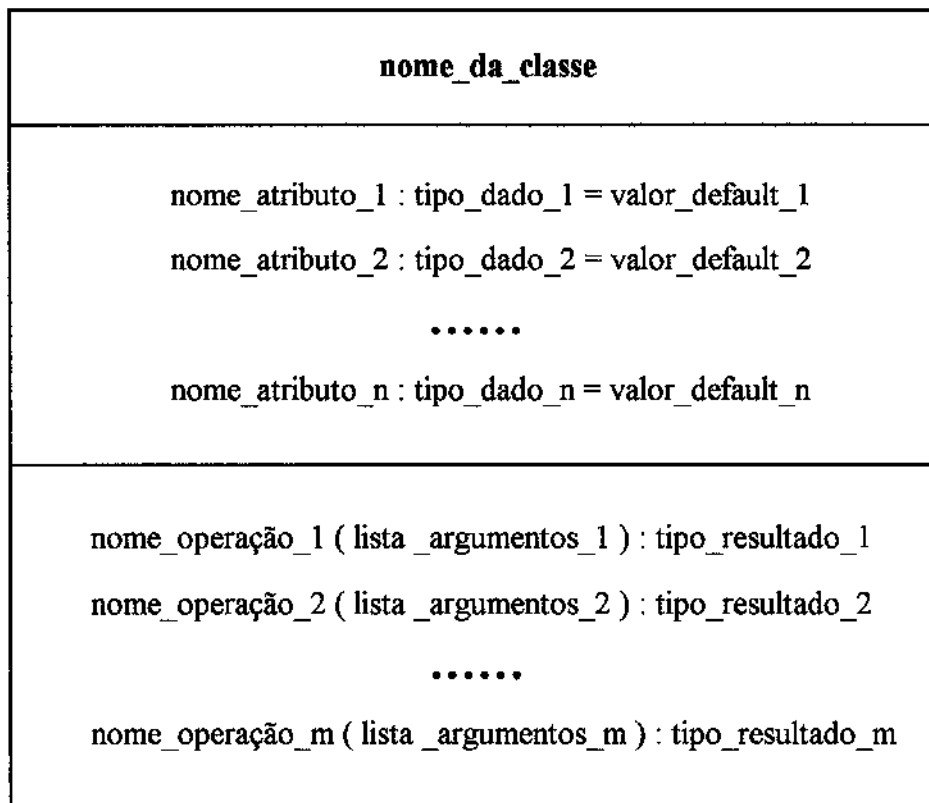 nome_da_classe
nome_atributo_1 : tipo_dado_1 = valor_default_1
nome_atributo_2 : tipo_dado_2 = valor_default_2
••••••
nome_atributo_n : tipo_dado_n = valor_default_n
nome_operação_1 ( lista _argumentos_1 ) : tipo_resultado_1
nome_operação_2 ( lista _argumentos_2 ) : tipo_resultado_2
••••••
nome_operação_m ( lista _argumentos_m ) : tipo_resultado_m